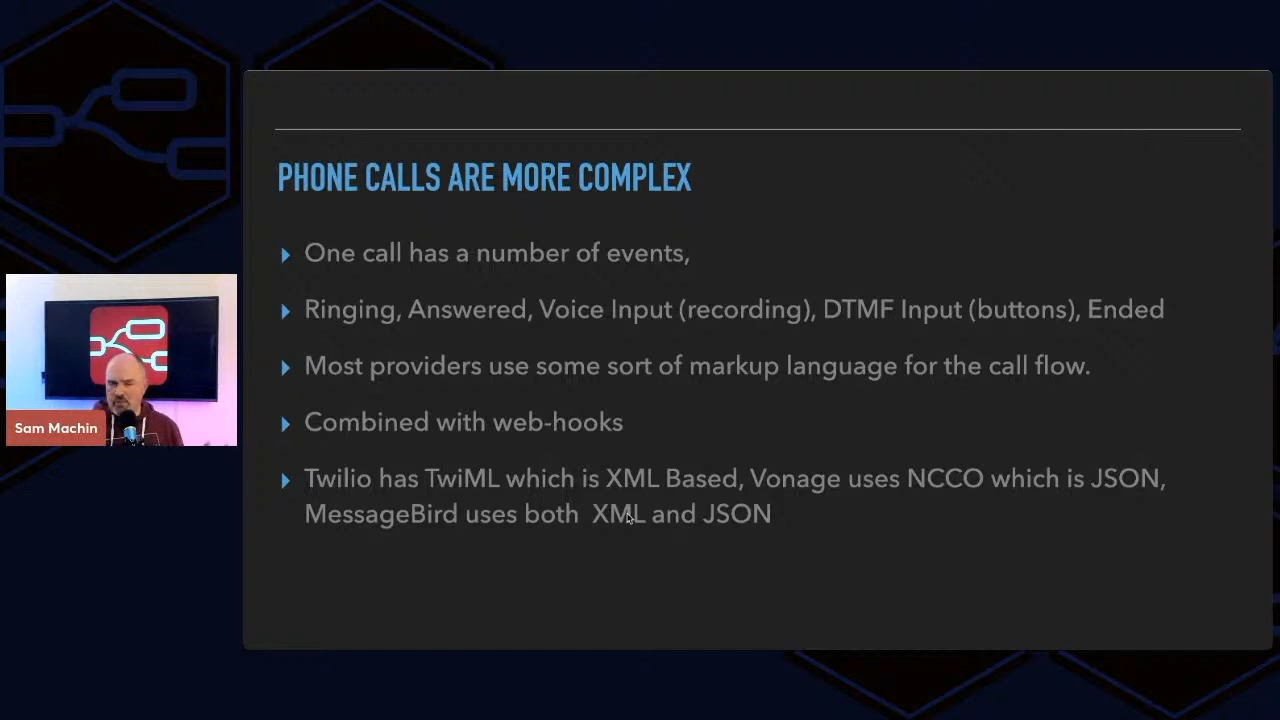 PHONE CALLS ARE MORE COMPLEX
One call has a number of events,
Ringing, Answered, Voice Input (recording), DTMF Input (buttons), Ended
Most providers use some sort of markup language for the call flow.
Combined with web-hooks
Twilio has TwiML which is XML Based, Vonage uses NCCO which is JSON,
MessageBird uses both XML and JSON
Sam Machin